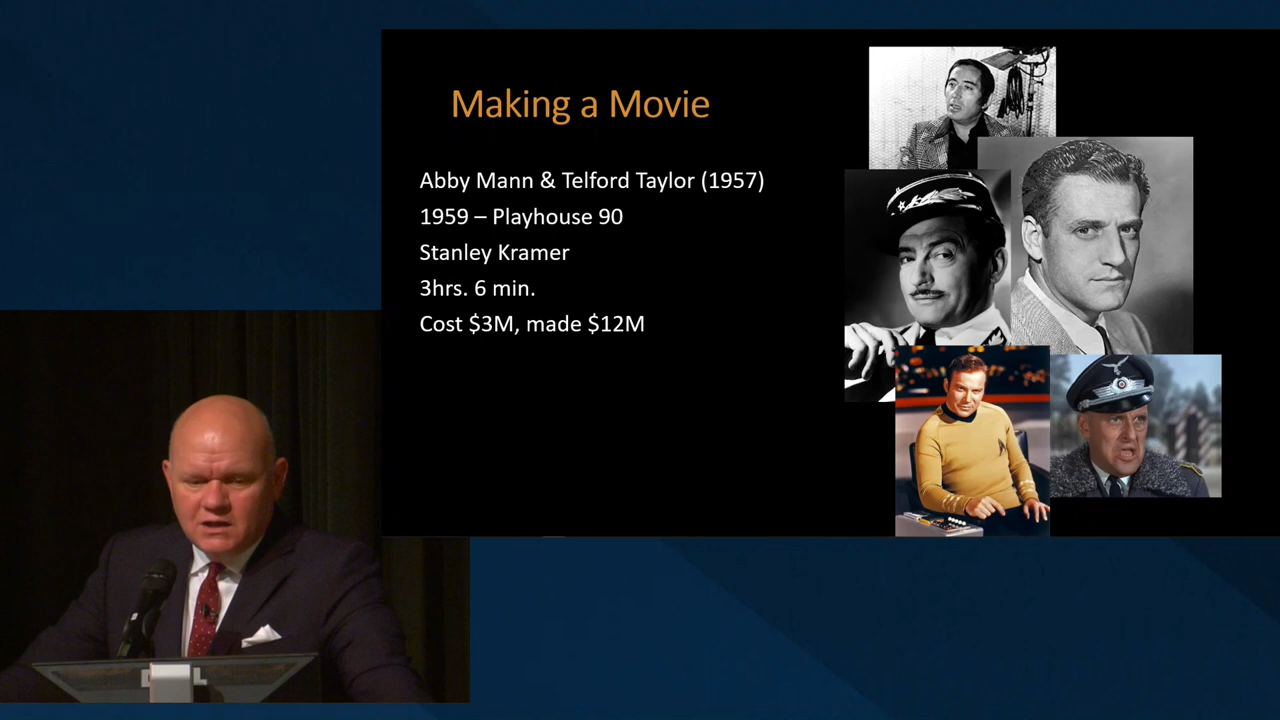 Making a Movie
Abby Mann & Telford Taylor (1957)
1959 – Playhouse 90
Stanley Kramer
3hrs. 6 min.
Cost $3M, made $12M